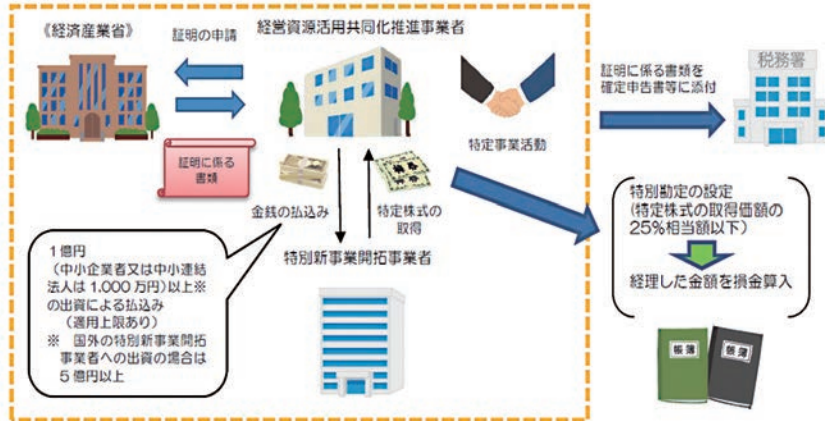 《経済産業省》
証明の申請
経営資源活用共同化推進事業者
証明に係る
書類
特定事業活動
金銭の払込み
株式
株式
特定株式の
取得
特別新事業開拓事業者
1億円
(中小企業者又は中小連結
法人は1,000万円)以上※
の出資による払込み
(適用上限あり)
※ 国外の特別新事業開拓
事業者への出資の場合は
5億円以上
証明に係る書類を
確定申告書等に添付
税務署
特別勘定の設定
(特定株式の取得価額の
25%相当額以下)
経理した金額を損金算入
帳簿
帳簿